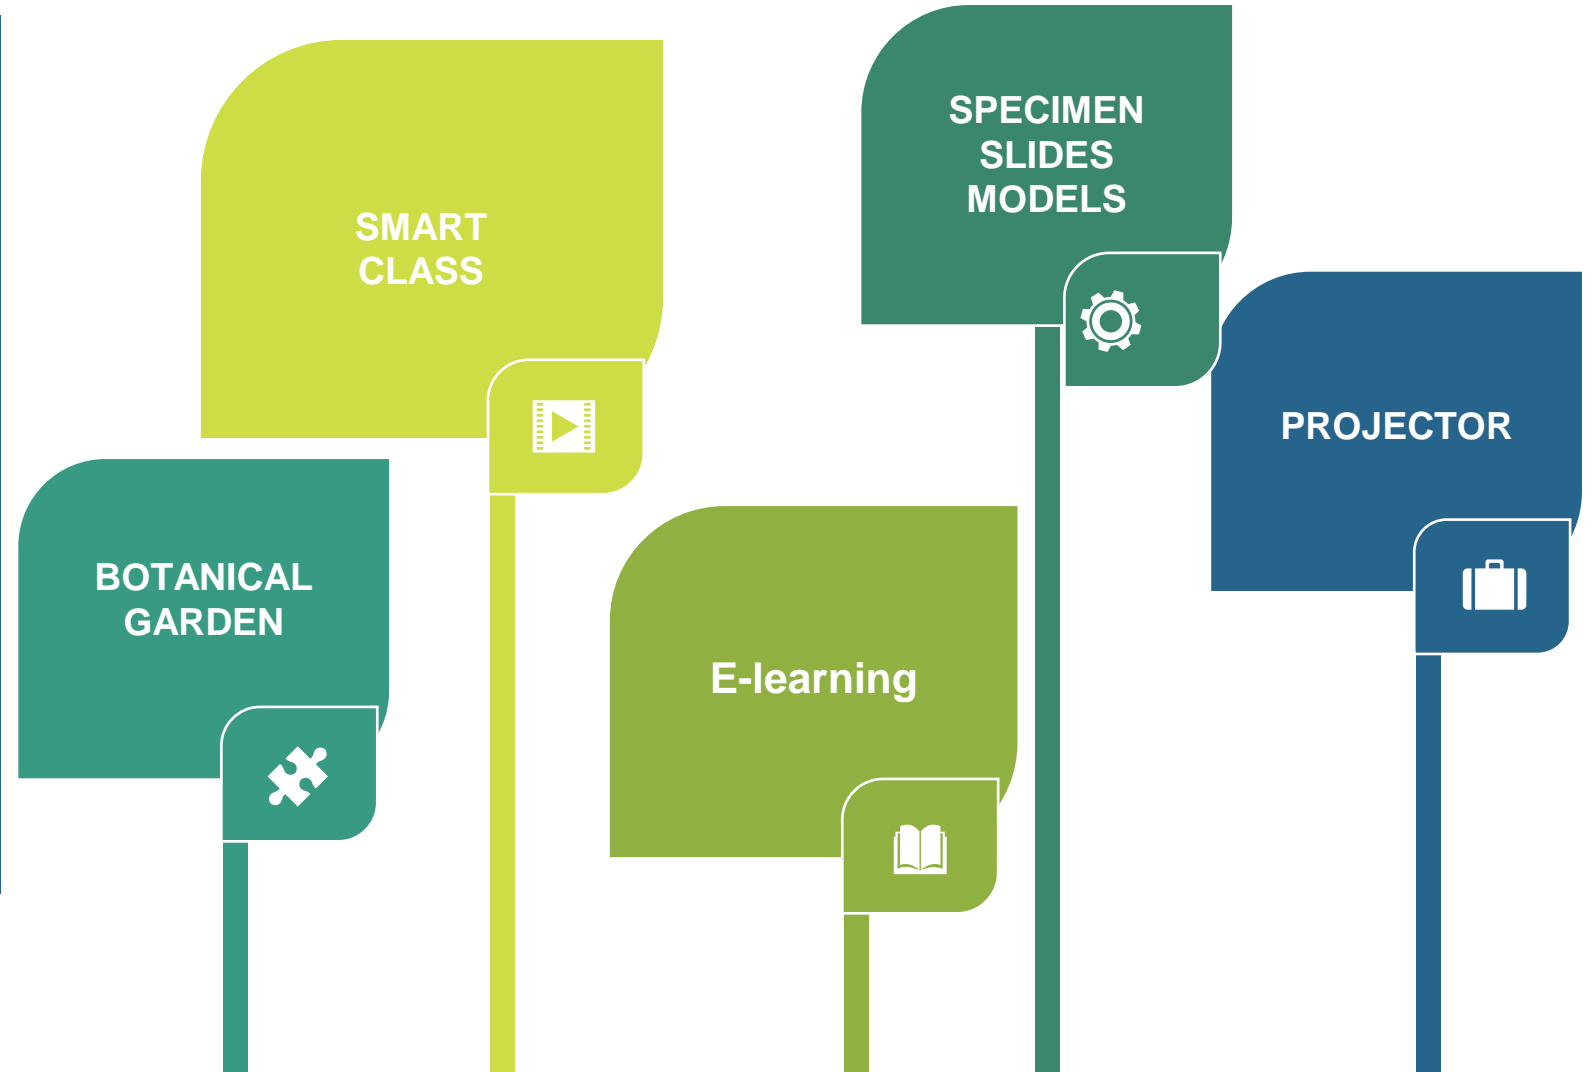 SMART
CLASS
SPECIMEN
SLIDES
MODELS
PROJECTOR
BOTANICAL
GARDEN
E-learning